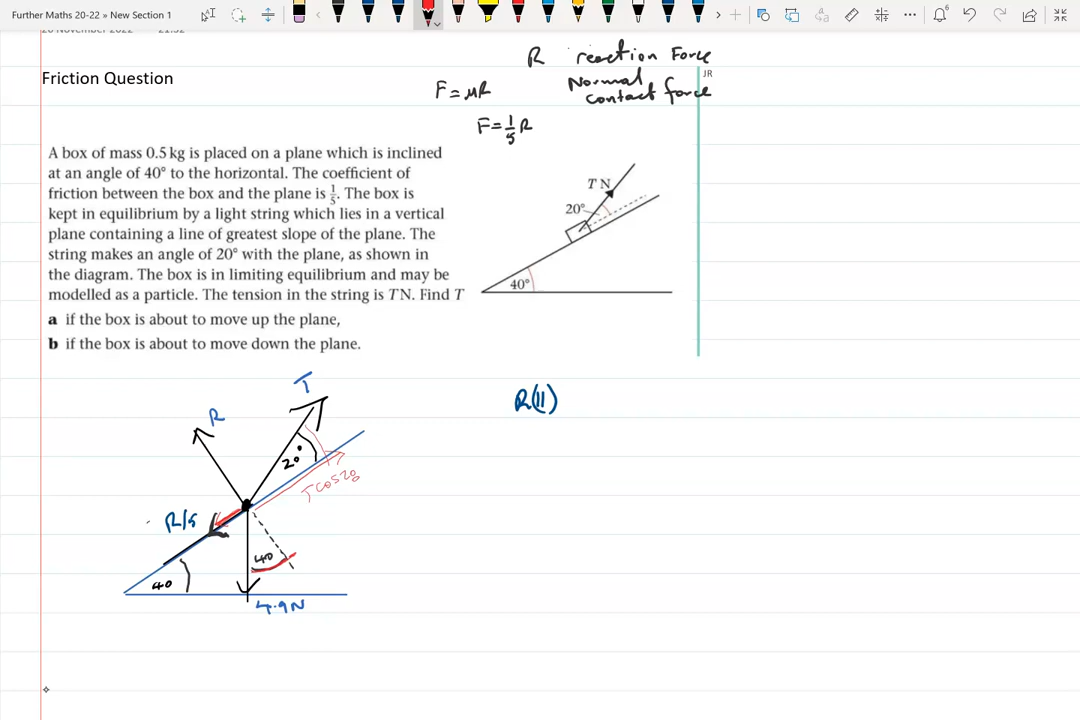 Further Maths 20-22 » New Section 1
6
Friction Question
R reaction Force
Normal
contact force
JR
F = μR
F = 1/5 R
A box of mass 0.5 kg is placed on a plane which is inclined
at an angle of 40° to the horizontal. The coefficient of
friction between the box and the plane is 1/5. The box is
kept in equilibrium by a light string which lies in a vertical
plane containing a line of greatest slope of the plane. The
string makes an angle of 20° with the plane, as shown in
the diagram. The box is in limiting equilibrium and may be
modelled as a particle. The tension in the string is T N. Find T
a if the box is about to move up the plane,
b if the box is about to move down the plane.
T N
20°
40°
T
R
20°
Tcos20
R/5
40
40
4.9N
R(||)